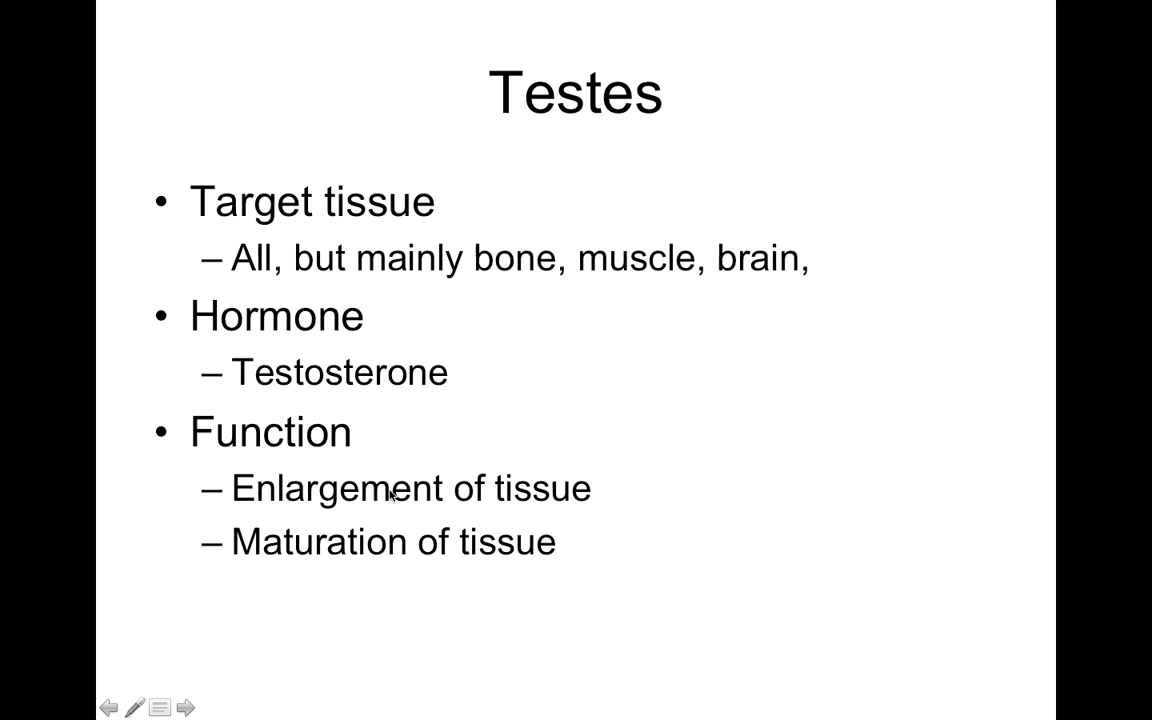 Testes
• Target tissue
– All, but mainly bone, muscle, brain,
• Hormone
– Testosterone
• Function
– Enlargement of tissue
– Maturation of tissue